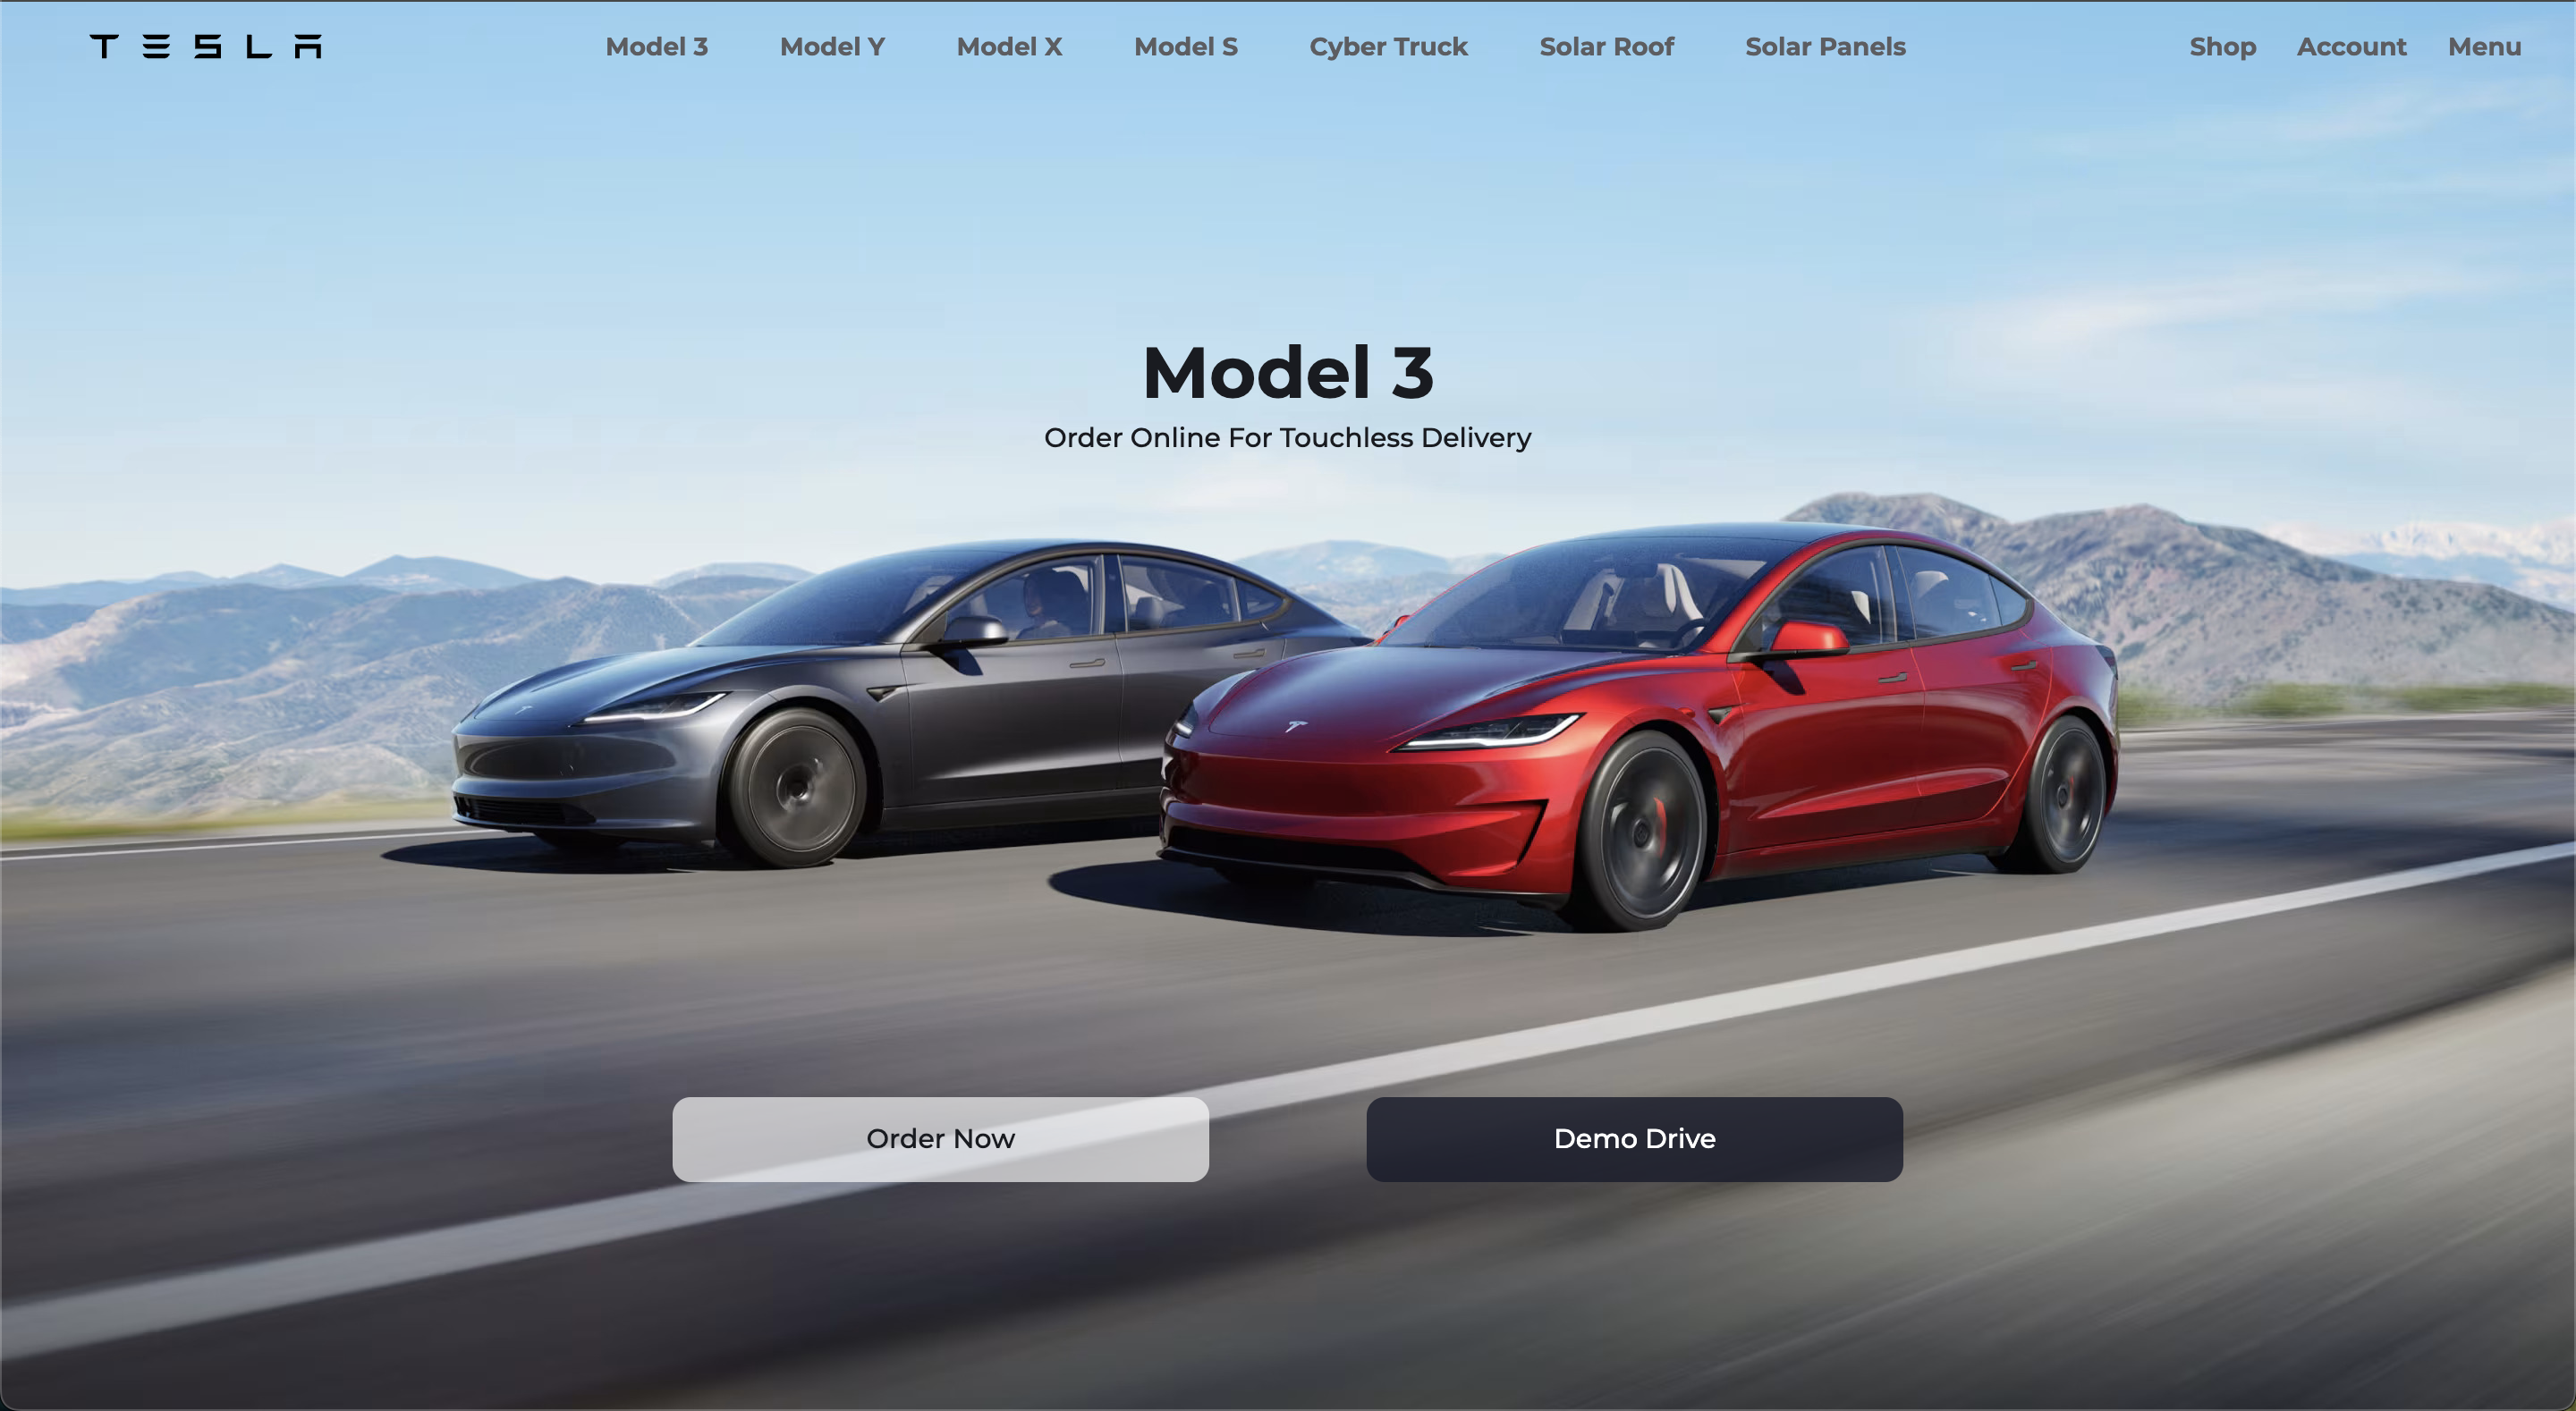 TESLA
Model 3 Model Y Model X Model S Cyber Truck Solar Roof Solar Panels
Shop Account Menu
Model 3
Order Online For Touchless Delivery
Order Now
Demo Drive